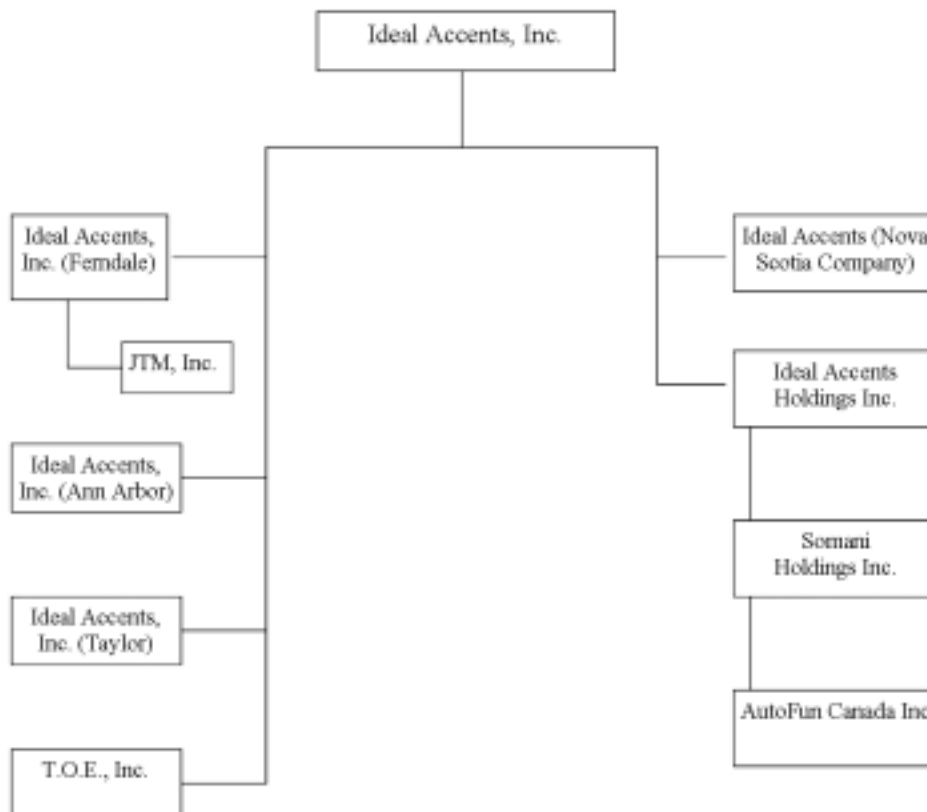 Ideal Accents, Inc.
Ideal Accents,
Inc. (Ferndale)
JTM, Inc.
Ideal Accents,
Inc. (Ann Arbor)
Ideal Accents,
Inc. (Taylor)
T.O.E., Inc.
Ideal Accents (Nova
Scotia Company)
Ideal Accents
Holdings Inc.
Somani
Holdings Inc.
AutoFun Canada Inc